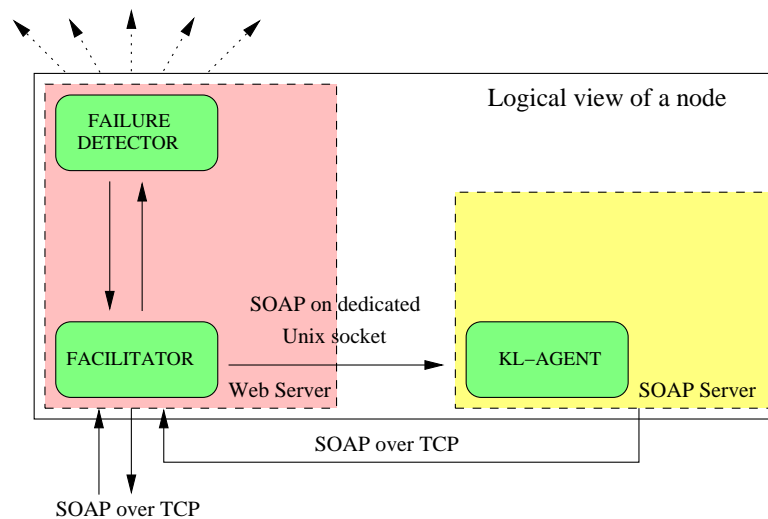 Logical view of a node
FAILURE
DETECTOR
SOAP on dedicated
Unix socket
FACILITATOR
KL−AGENT
Web Server
SOAP Server
SOAP over TCP
SOAP over TCP